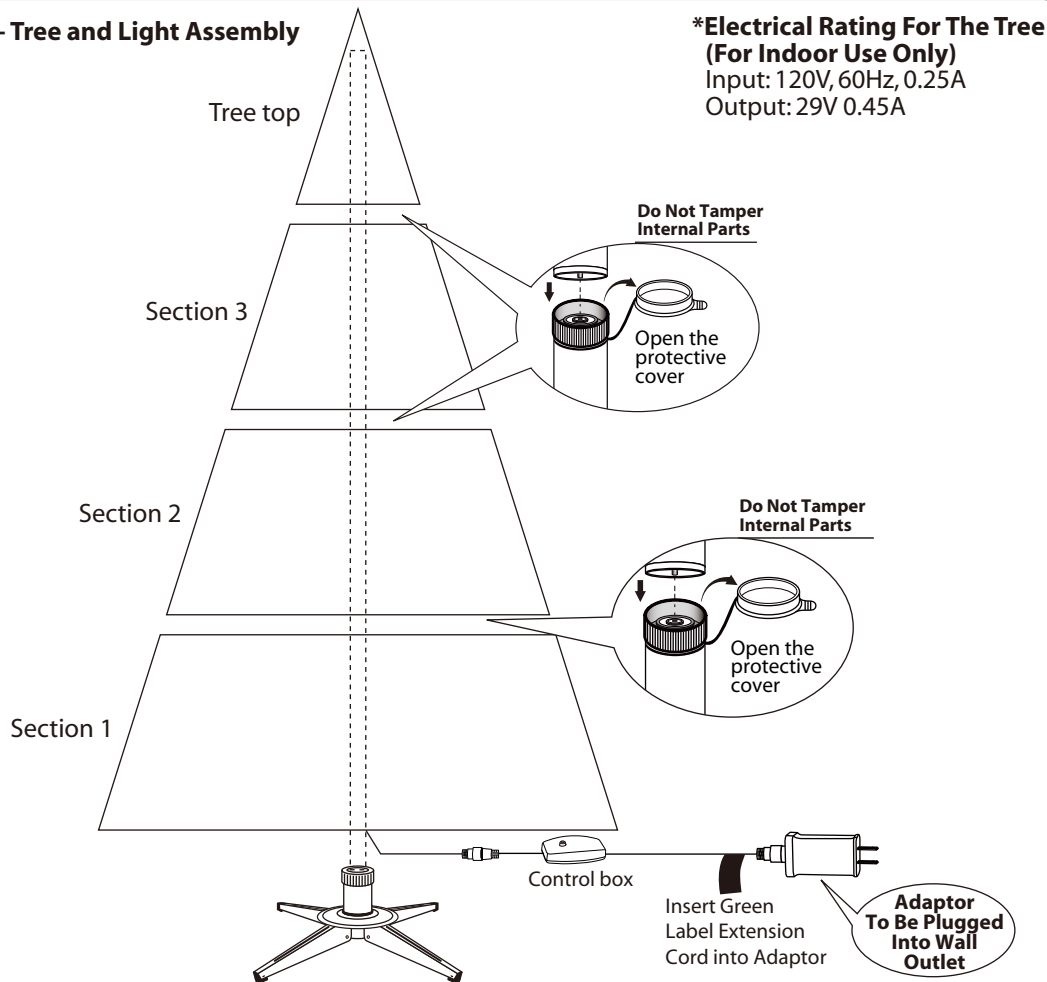 - Tree and Light Assembly
*Electrical Rating For The Tree
(For Indoor Use Only)
Input: 120V, 60Hz, 0.25A
Output: 29V 0.45A
Tree top
Do Not Tamper
Internal Parts
Section 3
Open the
protective
cover
Section 2
Do Not Tamper
Internal Parts
Open the
protective
cover
Section 1
Control box
Insert Green
Label Extension
Cord into Adaptor
Adaptor
To Be Plugged
Into Wall
Outlet